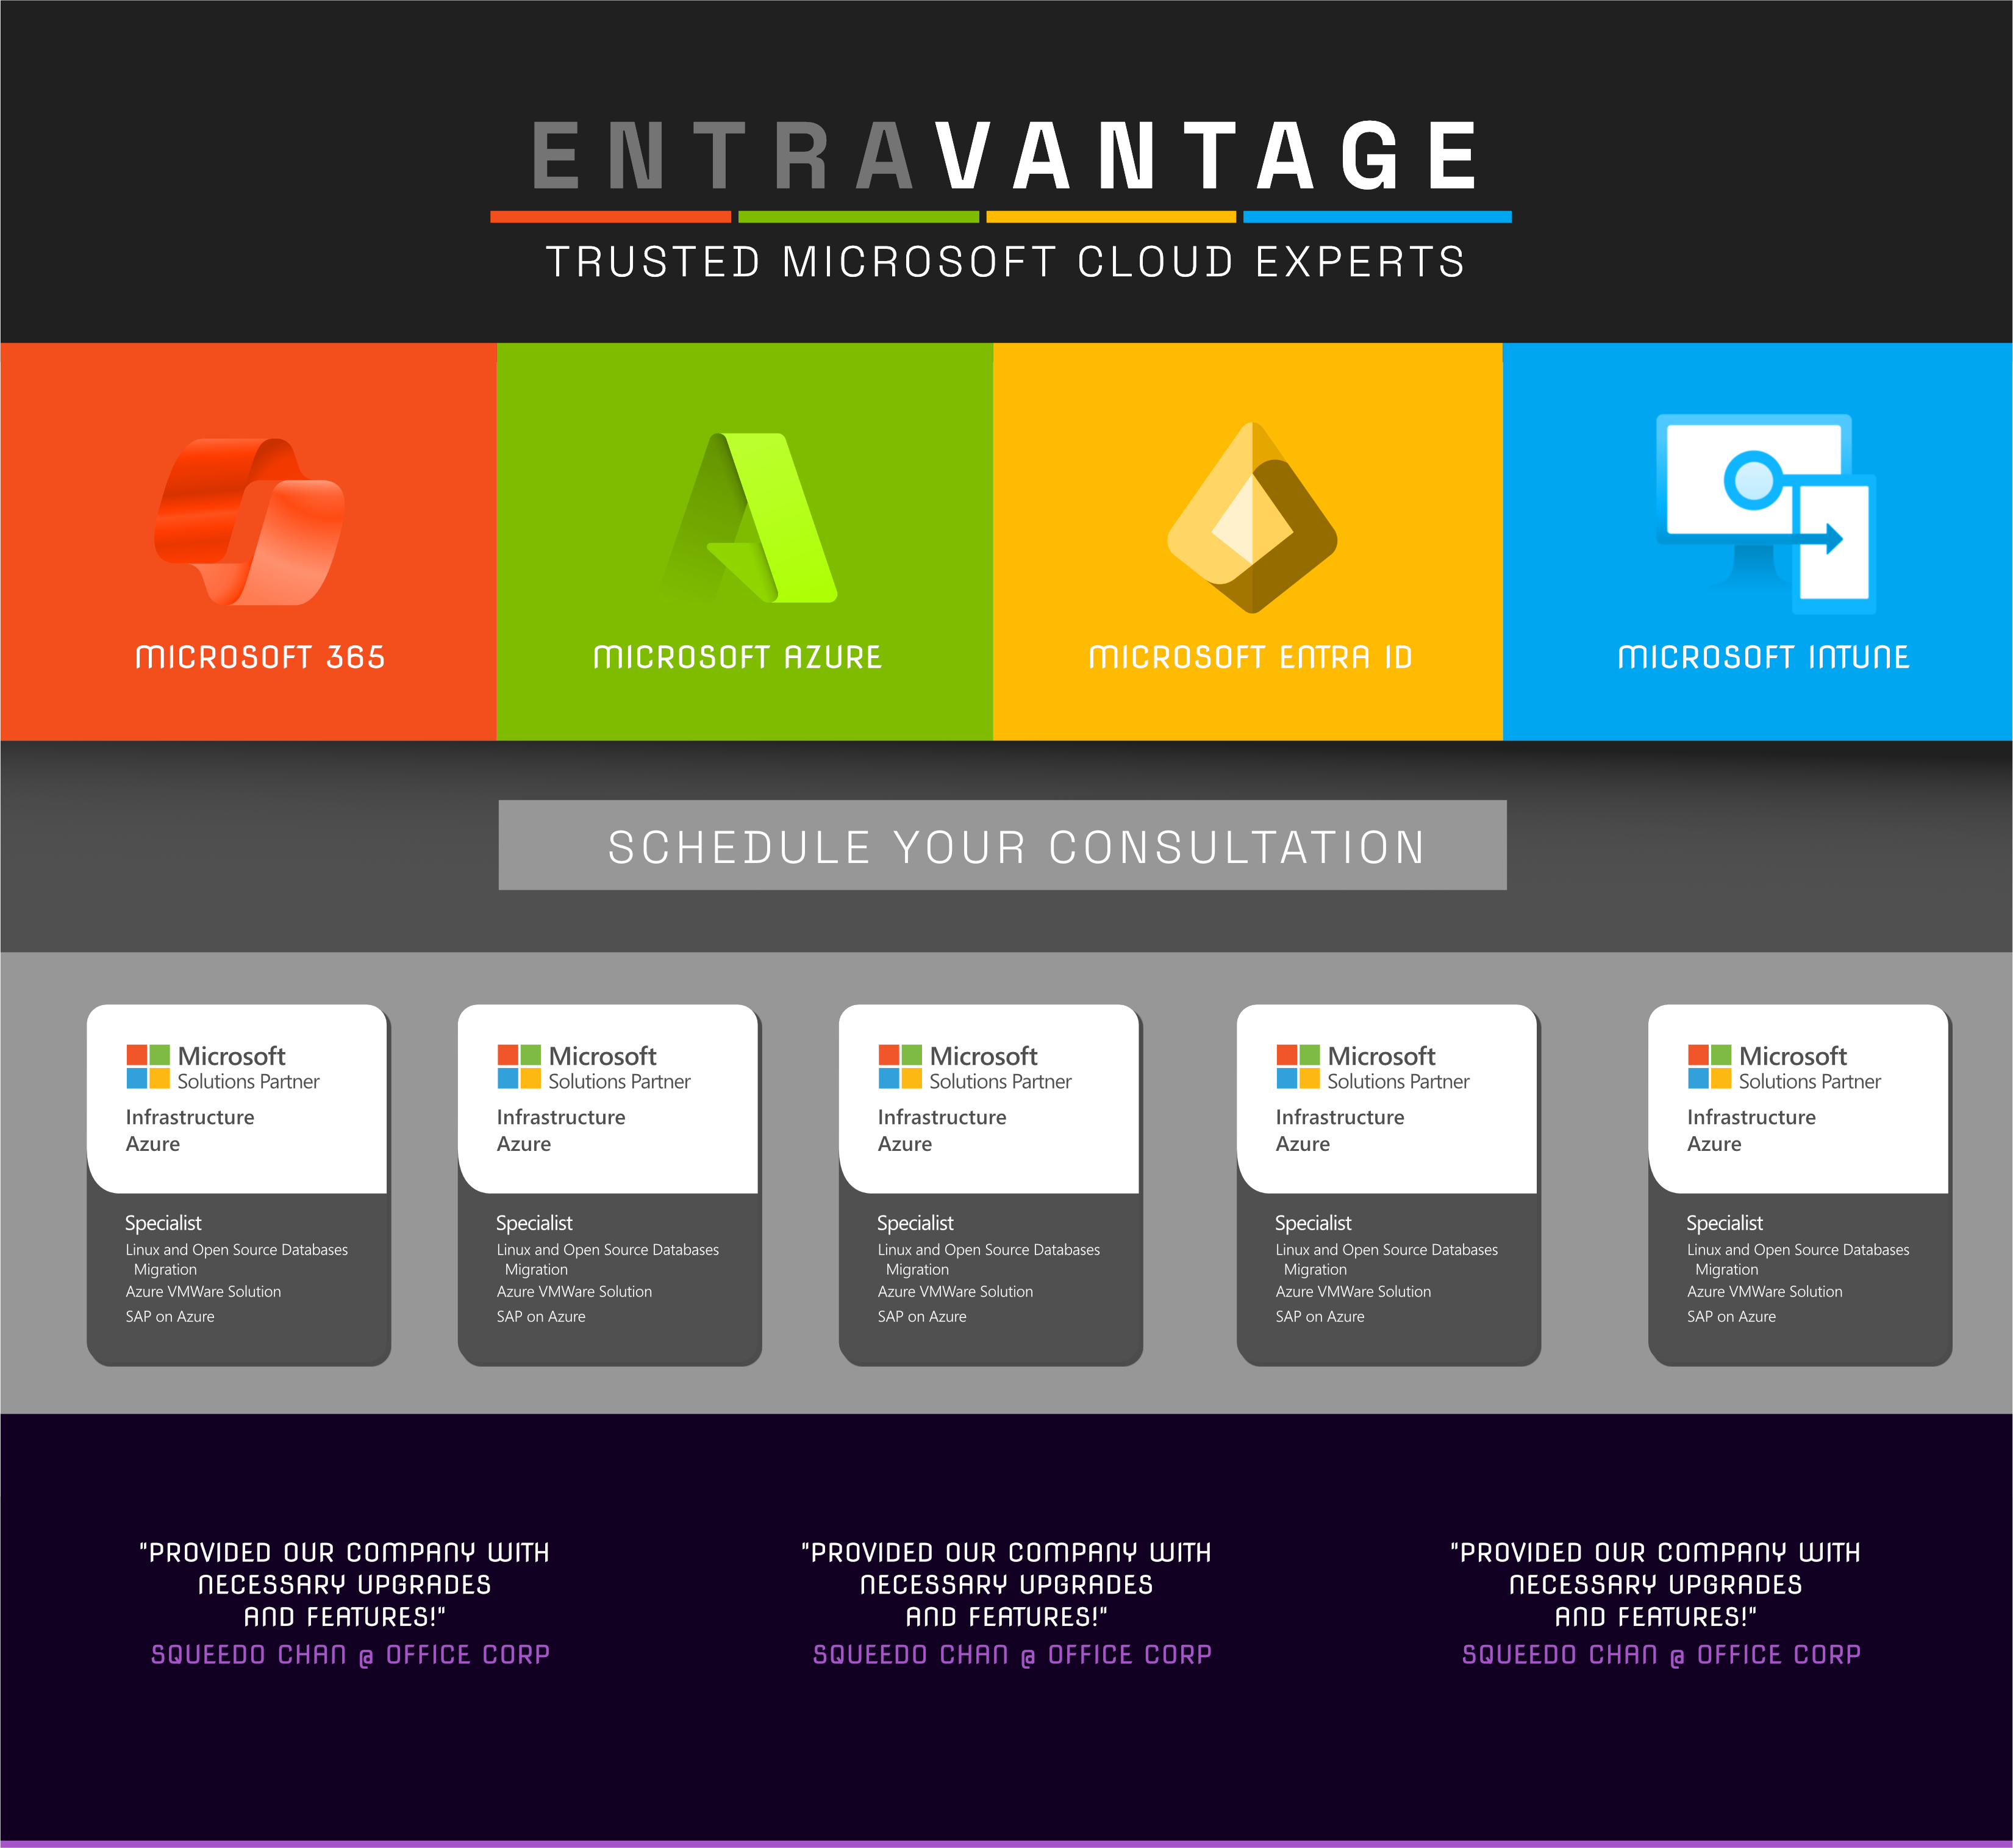 ENTRAVANTAGE
TRUSTED MICROSOFT CLOUD EXPERTS
MICROSOFT 365
MICROSOFT AZURE
MICROSOFT ENTRA ID
MICROSOFT INTUNE
SCHEDULE YOUR CONSULTATION
Microsoft
Solutions Partner
Infrastructure
Azure
Specialist
Linux and Open Source Databases
Migration
Azure VMWare Solution
SAP on Azure
Microsoft
Solutions Partner
Infrastructure
Azure
Specialist
Linux and Open Source Databases
Migration
Azure VMWare Solution
SAP on Azure
Microsoft
Solutions Partner
Infrastructure
Azure
Specialist
Linux and Open Source Databases
Migration
Azure VMWare Solution
SAP on Azure
Microsoft
Solutions Partner
Infrastructure
Azure
Specialist
Linux and Open Source Databases
Migration
Azure VMWare Solution
SAP on Azure
Microsoft
Solutions Partner
Infrastructure
Azure
Specialist
Linux and Open Source Databases
Migration
Azure VMWare Solution
SAP on Azure
"PROVIDED OUR COMPANY WITH
NECESSARY UPGRADES
AND FEATURES!"
SQUEEDO CHAN @ OFFICE CORP
"PROVIDED OUR COMPANY WITH
NECESSARY UPGRADES
AND FEATURES!"
SQUEEDO CHAN @ OFFICE CORP
"PROVIDED OUR COMPANY WITH
NECESSARY UPGRADES
AND FEATURES!"
SQUEEDO CHAN @ OFFICE CORP